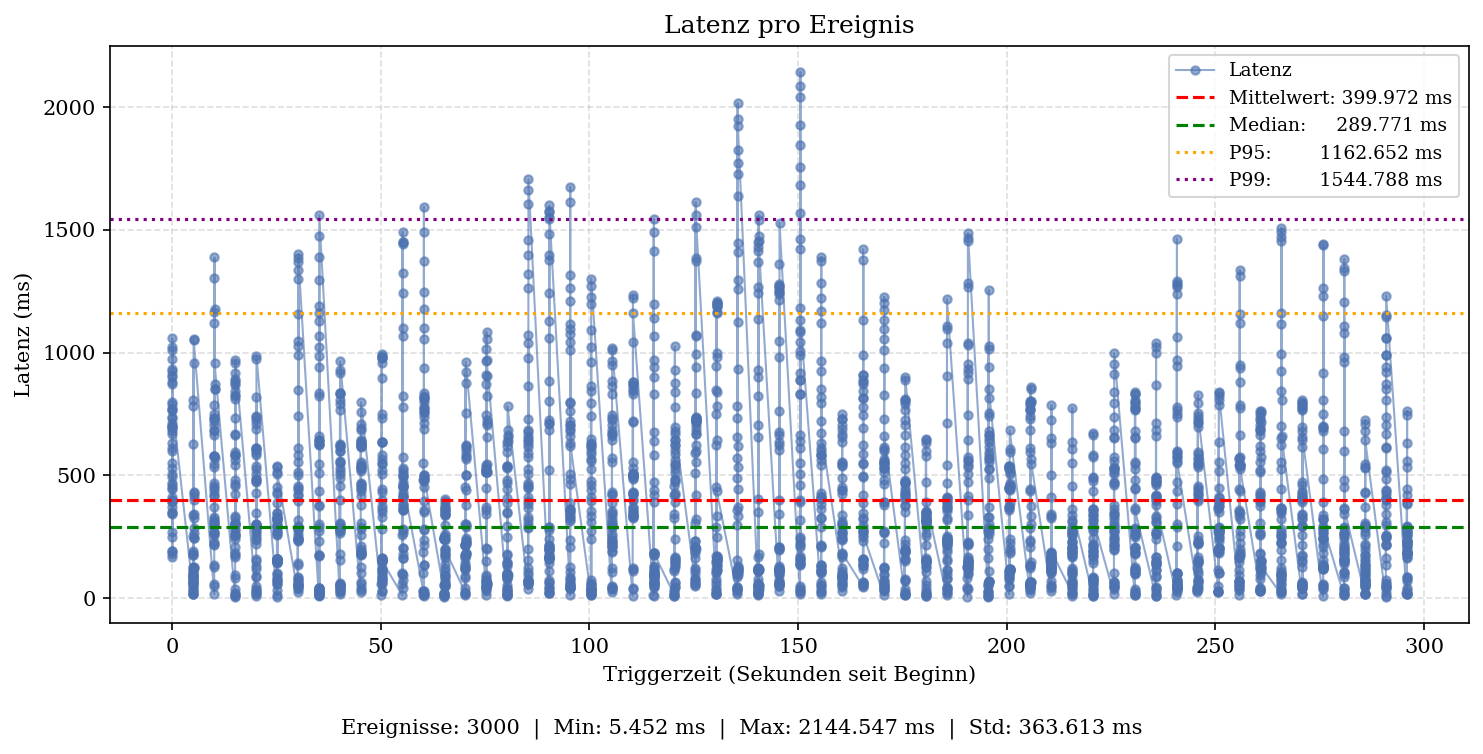 Latenz pro Ereignis
Latenz (ms)
2000
1500
1000
500
0
Latenz
Mittelwert: 399.972 ms
Median: 289.771 ms
P95: 1162.652 ms
P99: 1544.788 ms
0 50 100 150 200 250 300
Triggerzeit (Sekunden seit Beginn)
Ereignisse: 3000 | Min: 5.452 ms | Max: 2144.547 ms | Std: 363.613 ms